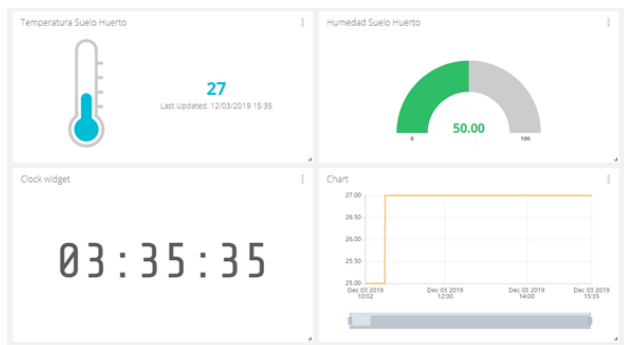 Temperatura Suelo Huerto
27
Last Updated: 12/03/2019 15:35
Humedad Suelo Huerto
50.00
0
100
Clock widget
03:35:35
Chart
27.00
26.50
26.00
25.50
25.00
Dec 03 2019 Dec 03 2019 Dec 03 2019 Dec 03 2019
10:02 12:00 14:00 15:35